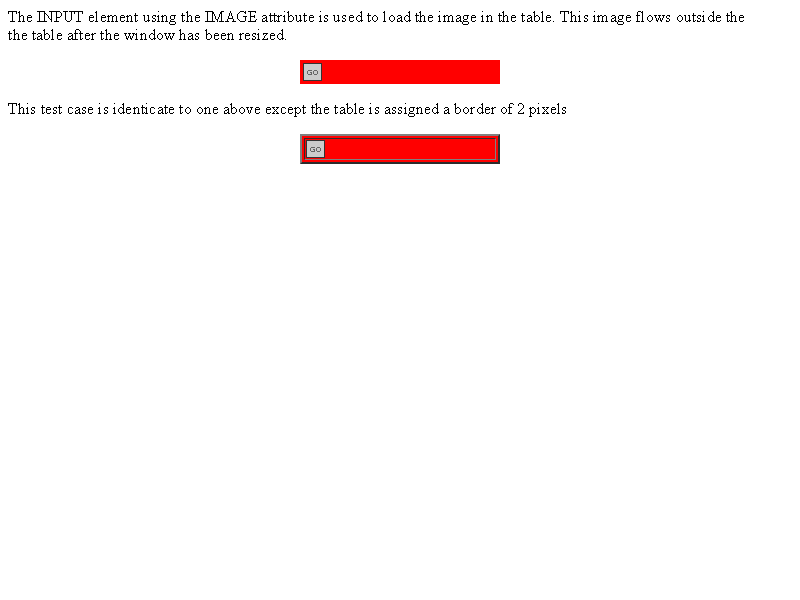 The INPUT element using the IMAGE attribute is used to load the image in the table. This image flows outside the
the table after the window has been resized.
GO
This test case is identicate to one above except the table is assigned a border of 2 pixels
GO